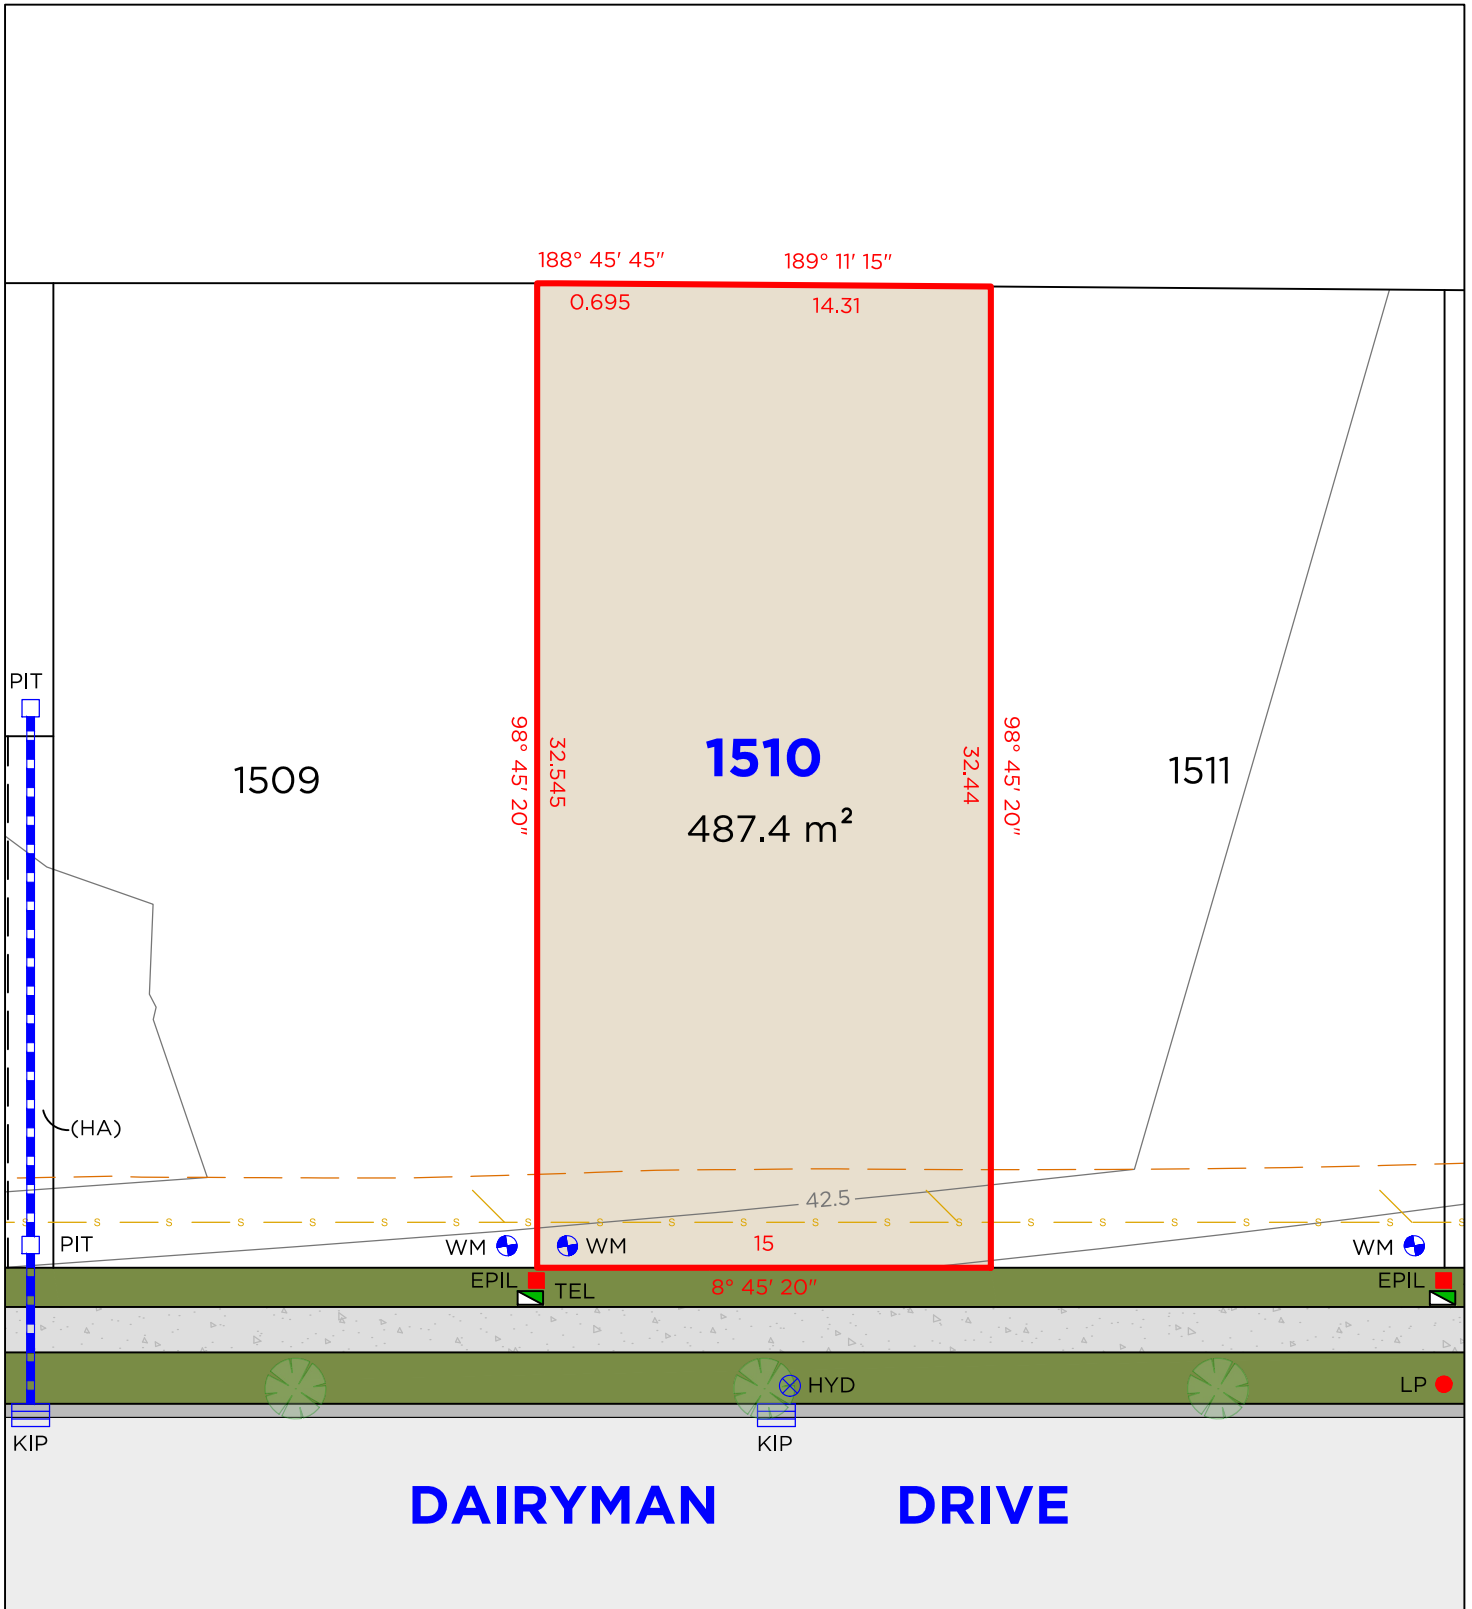 188° 45' 45"
189° 11' 15"
0.695
14.31
PIT
98° 45' 20"
32.545
1510
487.4 m²
32.44
98° 45' 20"
1509
1511
(HA)
42.5
S S S S S S S S S S S S S S S S S S S S S
PIT
WM
WM
15
WM
EPIL
TEL
8° 45' 20"
EPIL
HYD
LP
KIP
KIP
DAIRYMAN DRIVE